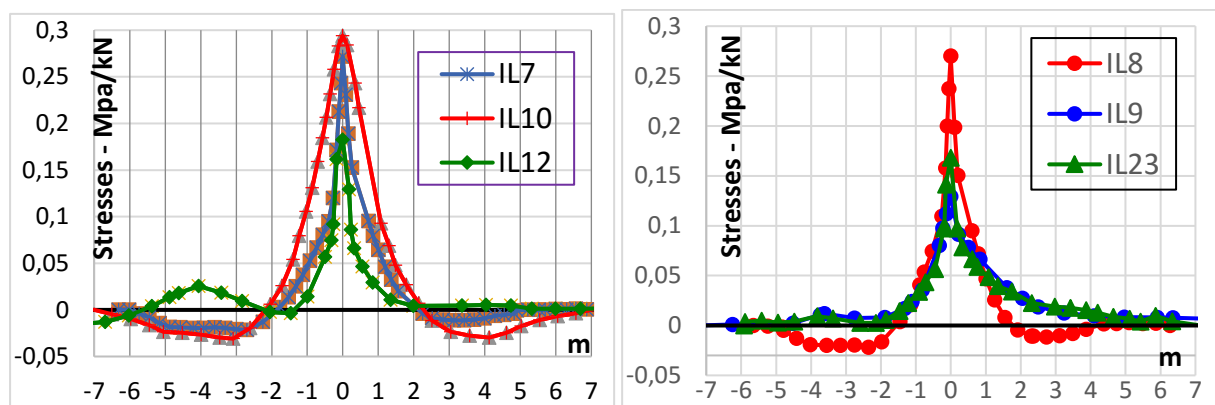 0,3
0,25
0,2
0,15
0,1
0,05
0
-0,05
Stresses - Mpa/kN
IL7
IL10
IL12
m
-7 -6 -5 -4 -3 -2 -1 0 1 2 3 4 5 6 7
0,3
0,25
0,2
0,15
0,1
0,05
0
-0,05
Stresses - Mpa/kN
IL8
IL9
IL23
m
-7 -6 -5 -4 -3 -2 -1 0 1 2 3 4 5 6 7